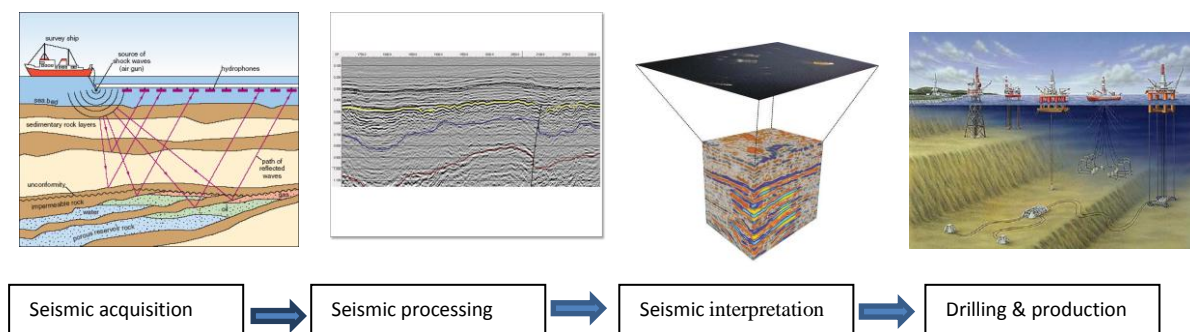 survey ship
source of
shock waves
(air gun)
hydrophones
sea bed
sedimentary rock layers
path of
reflected
waves
unconformity
impermeable rock
oil
water
porous reservoir rock
Seismic acquisition
Seismic processing
Seismic interpretation
Drilling & production